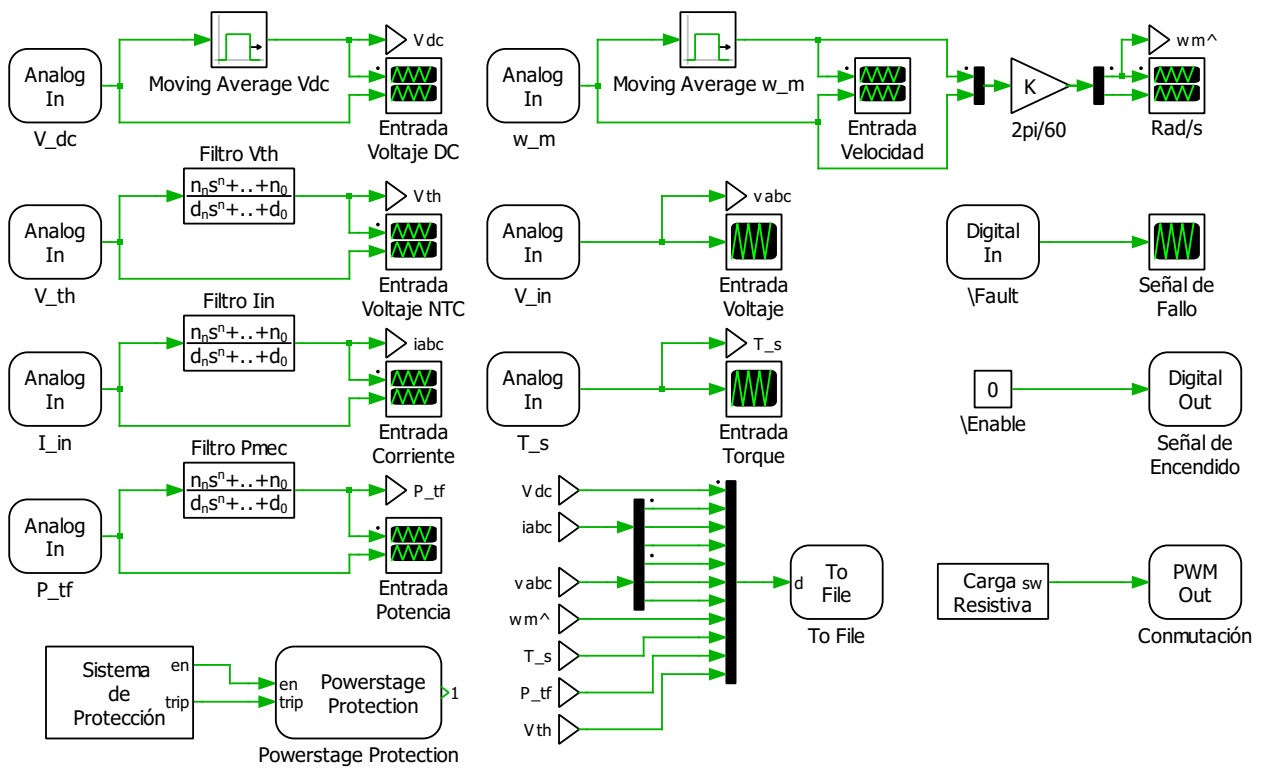 Analog
In
V_dc
Moving Average Vdc
Vdc
Entrada
Voltaje DC
Analog
In
w_m
Moving Average w_m
Entrada
Velocidad
K
2pi/60
wm^
Rad/s
Analog
In
V_th
Filtro Vth
nₙsⁿ+..+n₀
dₙsⁿ+..+d₀
Vth
Entrada
Voltaje NTC
Analog
In
V_in
vabc
Entrada
Voltaje
Digital
In
\Fault
Señal de
Fallo
Analog
In
I_in
Filtro Iin
nₙsⁿ+..+n₀
dₙsⁿ+..+d₀
iabc
Entrada
Corriente
Analog
In
T_s
T_s
Entrada
Torque
0
\Enable
Digital
Out
Señal de
Encendido
Analog
In
P_tf
Filtro Pmec
nₙsⁿ+..+n₀
dₙsⁿ+..+d₀
P_tf
Entrada
Potencia
Vdc
iabc
vabc
wm^
T_s
P_tf
Vth
d
To
File
To File
Carga
Resistiva
sw
PWM
Out
Conmutación
Sistema
de
Protección
en
trip
en
trip
Powerstage
Protection
1
Powerstage Protection